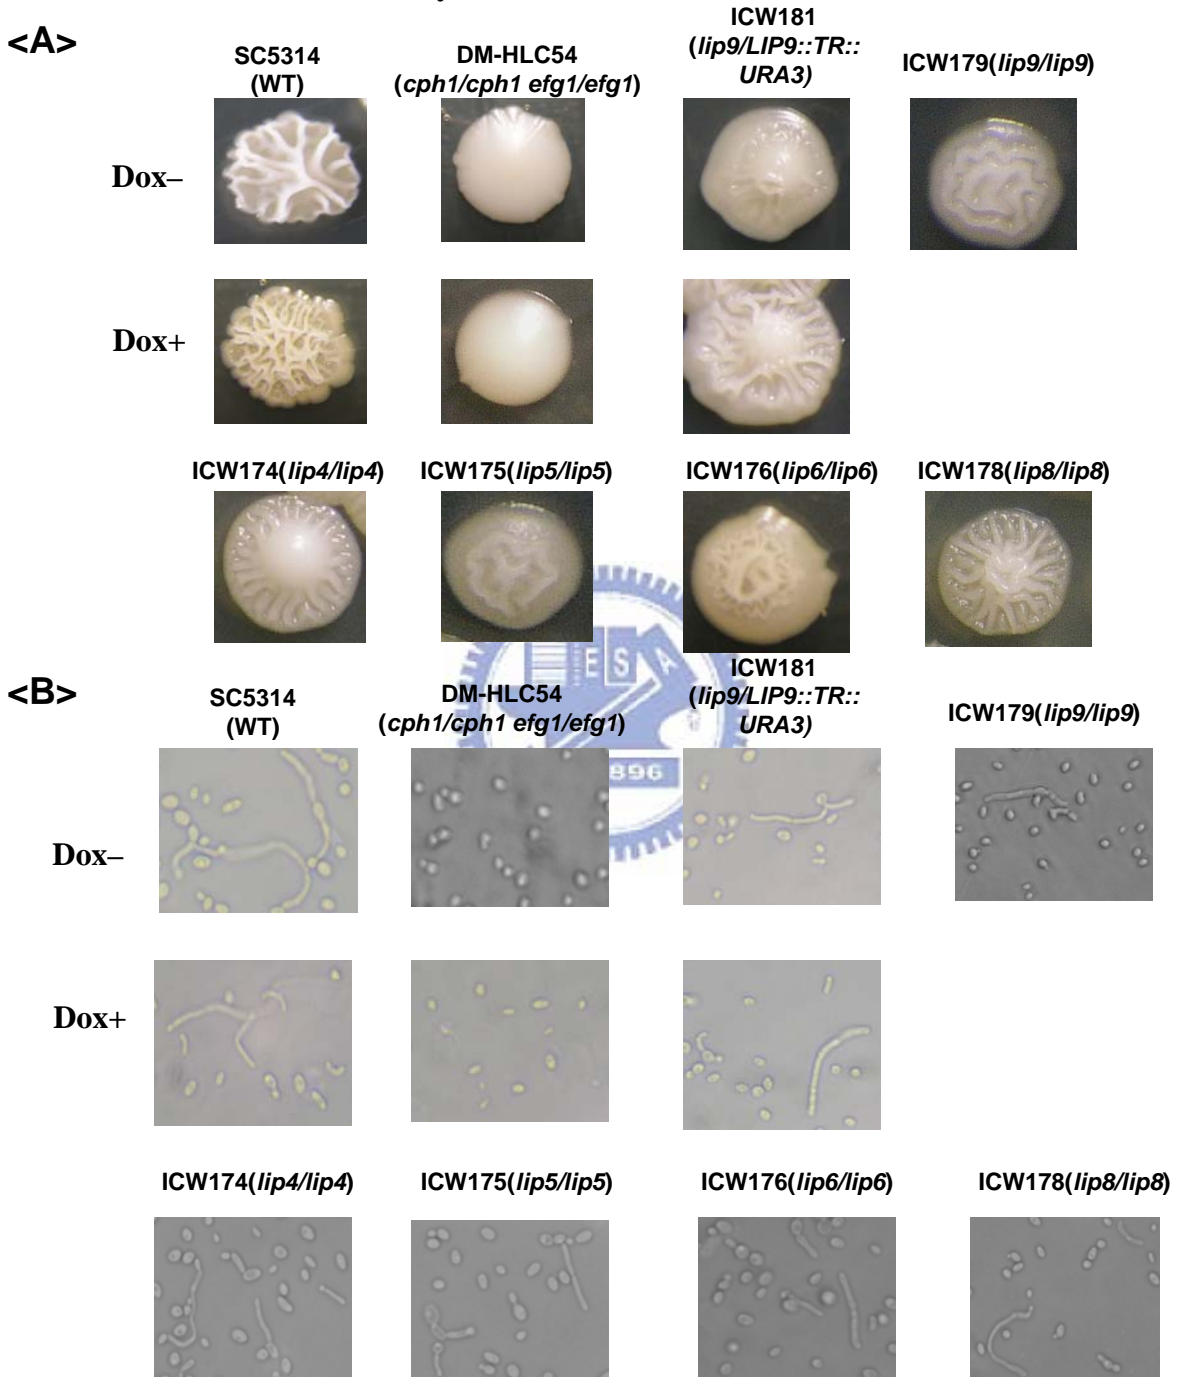 <A>
SC5314
(WT)
DM-HLC54
(cph1/cph1 efg1/efg1)
ICW181
(lip9/LIP9::TR::
URA3)
ICW179(lip9/lip9)
Dox–
Dox+
ICW174(lip4/lip4)
ICW175(lip5/lip5)
ICW176(lip6/lip6)
ICW178(lip8/lip8)
E S A
<B>
SC5314
(WT)
DM-HLC54
(cph1/cph1 efg1/efg1)
ICW181
(lip9/LIP9::TR::
URA3)
ICW179(lip9/lip9)
896
Dox–
Dox+
ICW174(lip4/lip4)
ICW175(lip5/lip5)
ICW176(lip6/lip6)
ICW178(lip8/lip8)